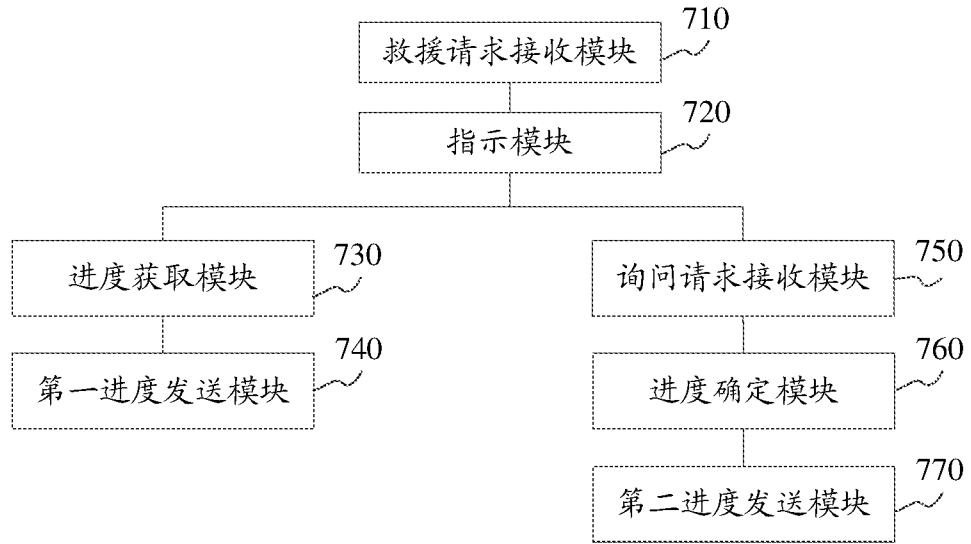 710
救援请求接收模块
720
指示模块
730
进度获取模块
750
询问请求接收模块
740
第一进度发送模块
760
进度确定模块
770
第二进度发送模块